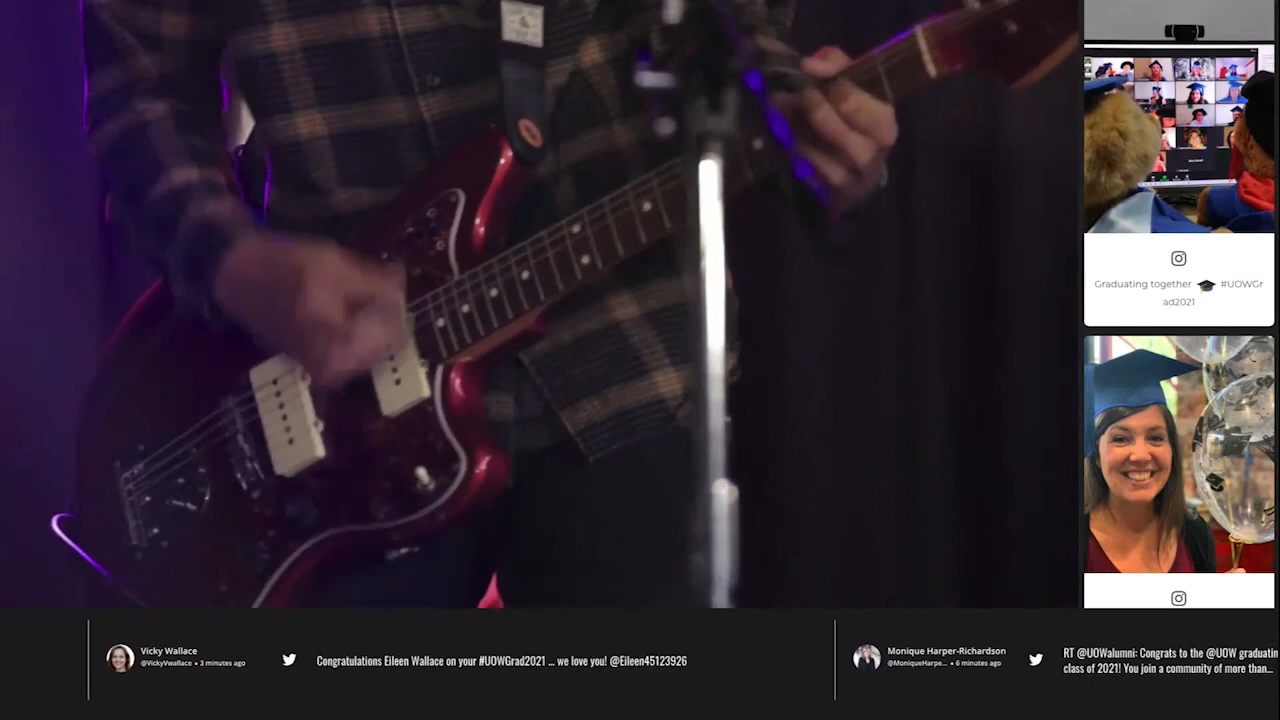 Graduating together #UOWGr
ad2021
Vicky Wallace
@VickyVwallace • 3 minutes ago
Congratulations Eileen Wallace on your #UOWGrad2021 ... we love you! @Eileen45123926
Monique Harper-Richardson
@MoniqueHarpe... • 6 minutes ago
RT @UOWalumni: Congrats to the @UOW graduatin
class of 2021! You join a community of more than...